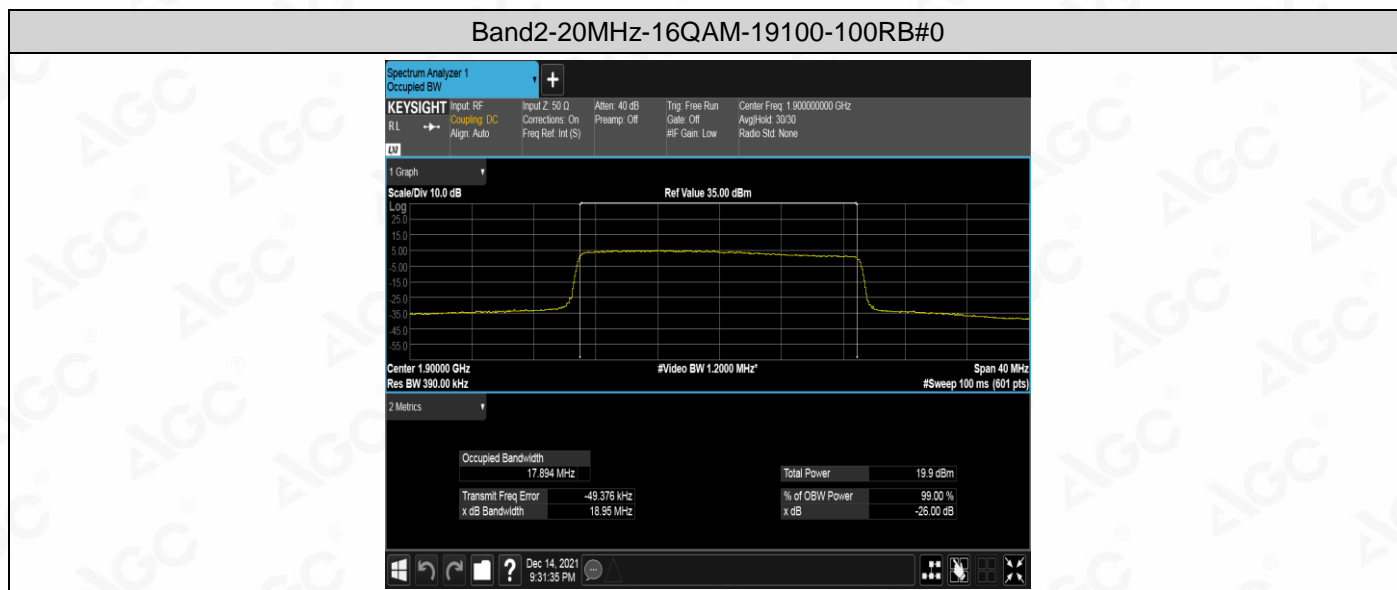 Band2-20MHz-16QAM-19100-100RB#0
Spectrum Analyzer 1
Occupied BW
+
KEYSIGHT
RL
LXI
Input: RF
Coupling: DC
Align: Auto
Input Z: 50 Ω
Corrections: On
Freq Ref: Int (S)
Atten: 40 dB
Preamp: Off
Trig: Free Run
Gate: Off
#IF Gain: Low
Center Freq: 1.900000000 GHz
Avg|Hold: 30/30
Radio Std: None
1 Graph
Scale/Div 10.0 dB
Ref Value 35.00 dBm
Log
25.0
15.0
5.00
-5.00
-15.0
-25.0
-35.0
-45.0
-55.0
Center 1.90000 GHz
#Video BW 1.2000 MHz*
Span 40 MHz
Res BW 390.00 kHz
#Sweep 100 ms (601 pts)
2 Metrics
Occupied Bandwidth
17.894 MHz
Total Power 19.9 dBm
Transmit Freq Error -49.376 kHz
% of OBW Power 99.00 %
x dB Bandwidth 18.95 MHz
x dB -26.00 dB
?
Dec 14, 2021
9:31:35 PM
AGC